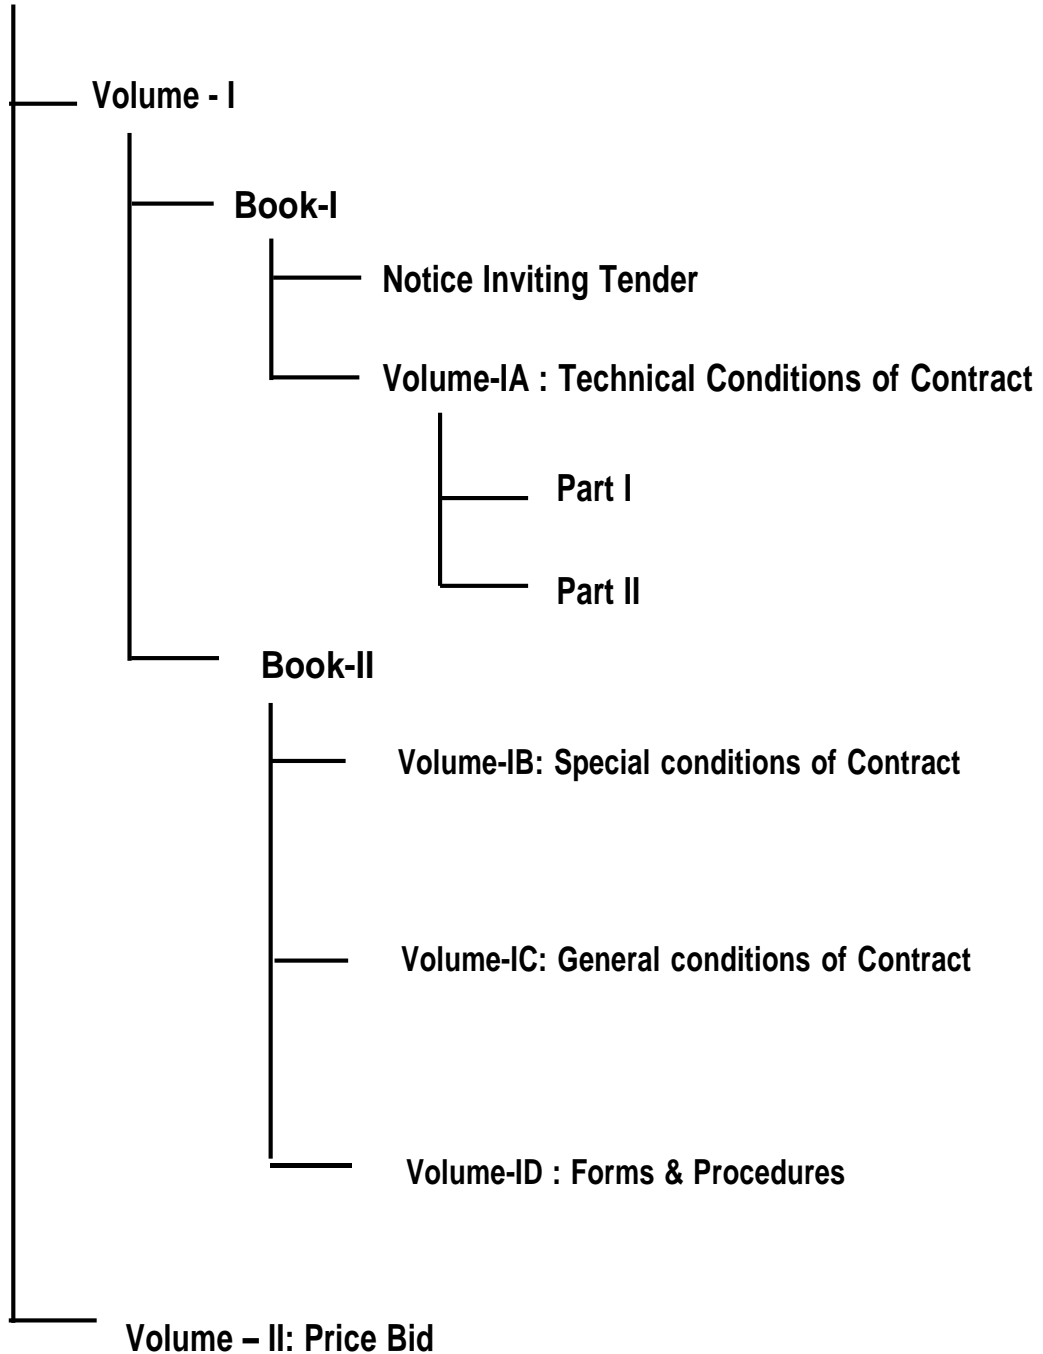 Volume - I
Book-I
Notice Inviting Tender
Volume-IA : Technical Conditions of Contract
Part I
Part II
Book-II
Volume-IB: Special conditions of Contract
Volume-IC: General conditions of Contract
Volume-ID : Forms & Procedures
Volume – II: Price Bid